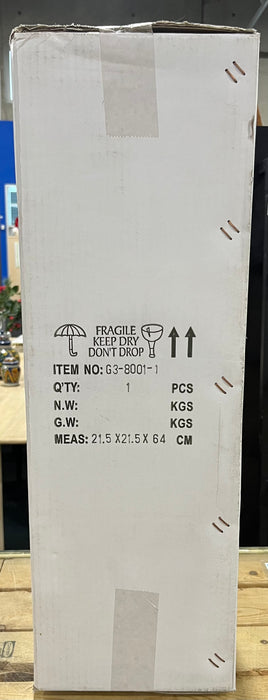 FRAGILE
KEEP DRY
DON'T DROP
ITEM NO: G3-8001-1
Q'TY: 1 PCS
N.W: KGS
G.W: KGS
MEAS: 21.5 X 21.5 X 64 CM